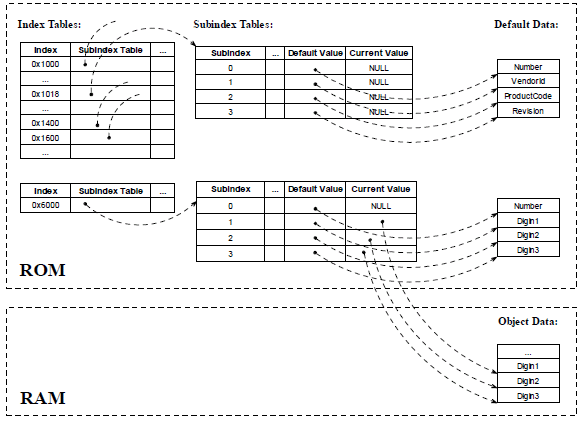 Index Tables: Subindex Tables: Default Data:
Index Subindex Table ...
0x1000
...
0x1018
...
0x1400
0x1600
...
Subindex ... Default Value Current Value
0 NULL
1 NULL
2 NULL
3 NULL
Number
VendorId
ProductCode
Revision
Index Subindex Table ...
0x6000
Subindex ... Default Value Current Value
0 NULL
1
2
3
Number
Digin1
Digin2
Digin3
ROM
Object Data:
...
Digin1
Digin2
Digin3
RAM